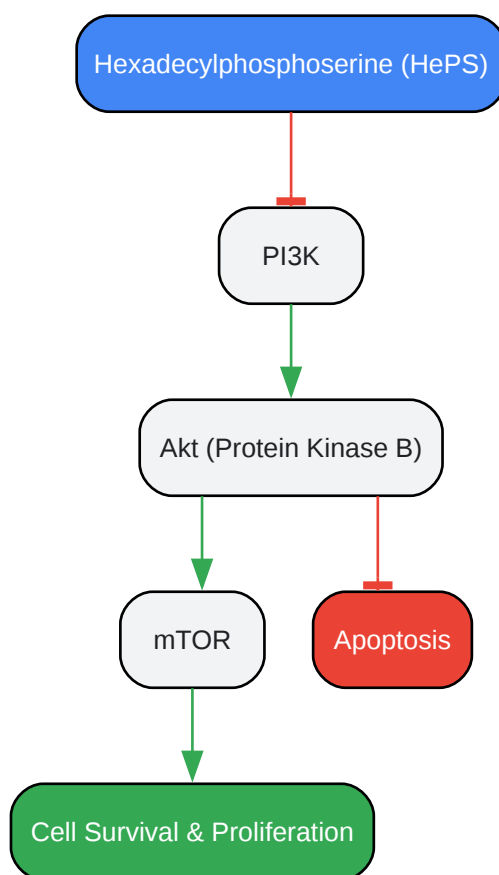 Hexadecylphosphoserine (HePS)
PI3K
Akt (Protein Kinase B)
mTOR
Apoptosis
Cell Survival & Proliferation